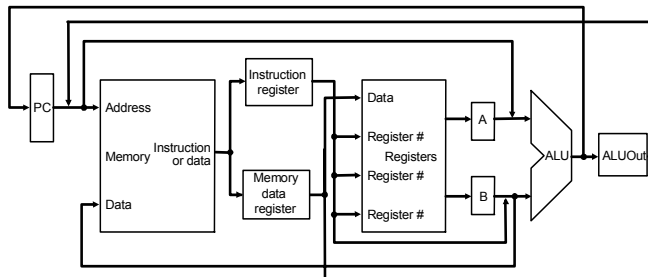 PC
Address
Memory
Instruction
or data
Data
Instruction
register
Memory
data
register
Data
Register #
Registers
Register #
Register #
A
B
ALU
ALUOut